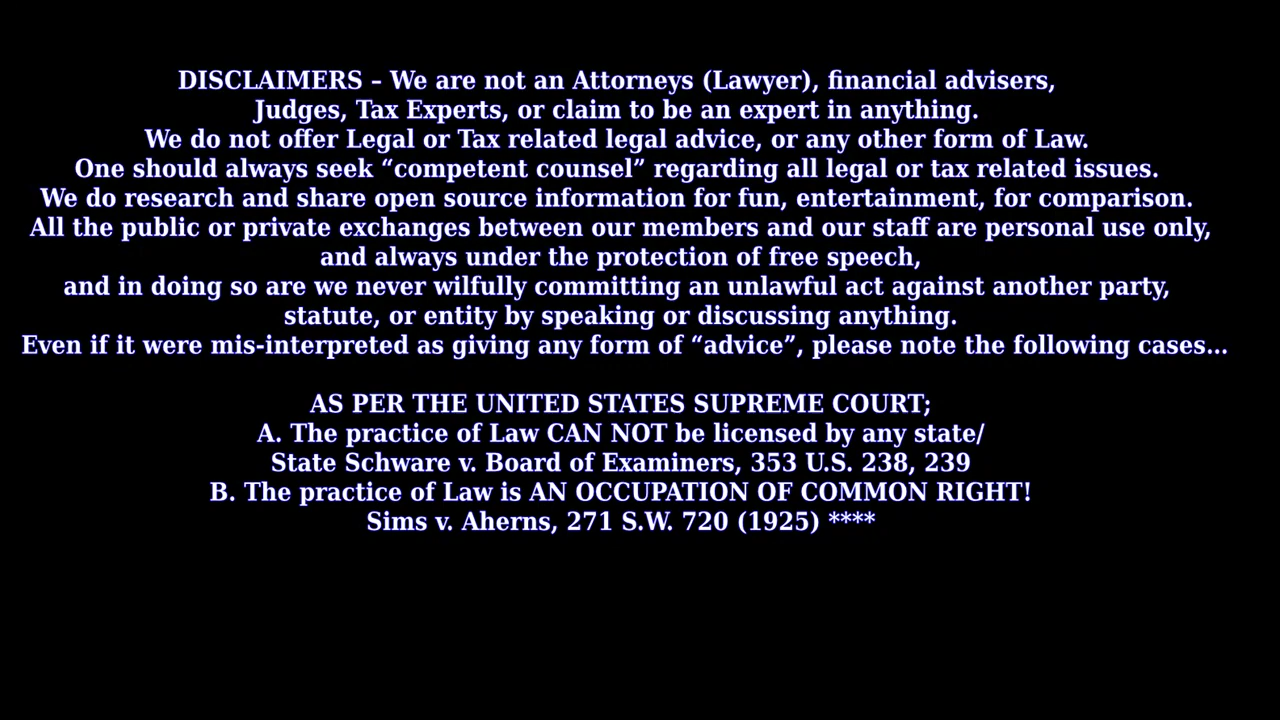 DISCLAIMERS – We are not an Attorneys (Lawyer), financial advisers,
Judges, Tax Experts, or claim to be an expert in anything.
We do not offer Legal or Tax related legal advice, or any other form of Law.
One should always seek “competent counsel” regarding all legal or tax related issues.
We do research and share open source information for fun, entertainment, for comparison.
All the public or private exchanges between our members and our staff are personal use only,
and always under the protection of free speech,
and in doing so are we never wilfully committing an unlawful act against another party,
statute, or entity by speaking or discussing anything.
Even if it were mis-interpreted as giving any form of “advice”, please note the following cases...
AS PER THE UNITED STATES SUPREME COURT;
A. The practice of Law CAN NOT be licensed by any state/
State Schware v. Board of Examiners, 353 U.S. 238, 239
B. The practice of Law is AN OCCUPATION OF COMMON RIGHT!
Sims v. Aherns, 271 S.W. 720 (1925) ****